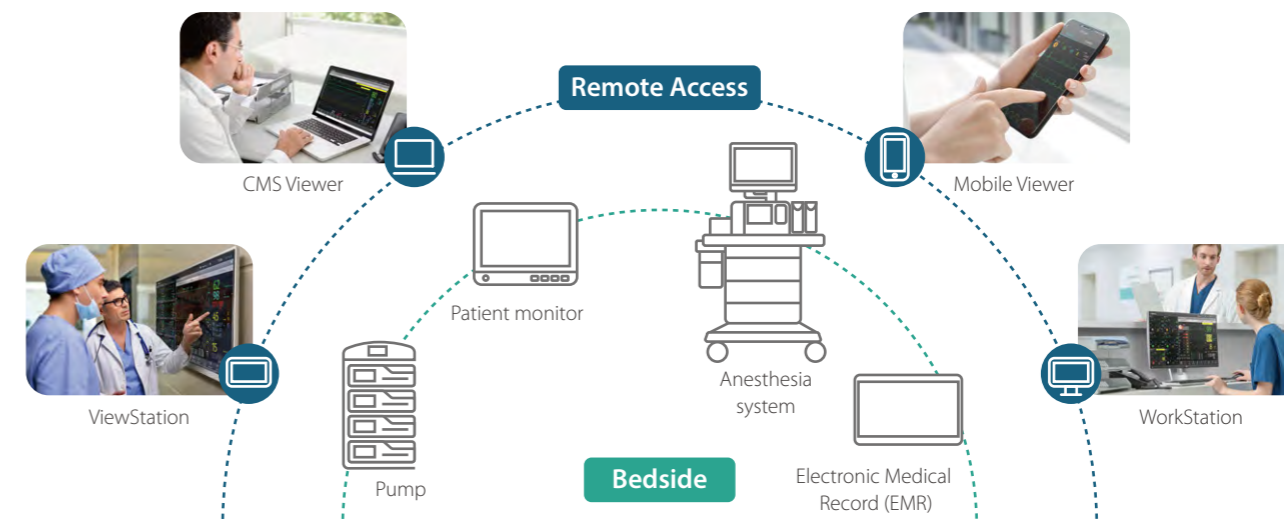 Remote Access
CMS Viewer
Mobile Viewer
Patient monitor
ViewStation
Anesthesia
system
WorkStation
Pump
Bedside
Electronic Medical
Record (EMR)